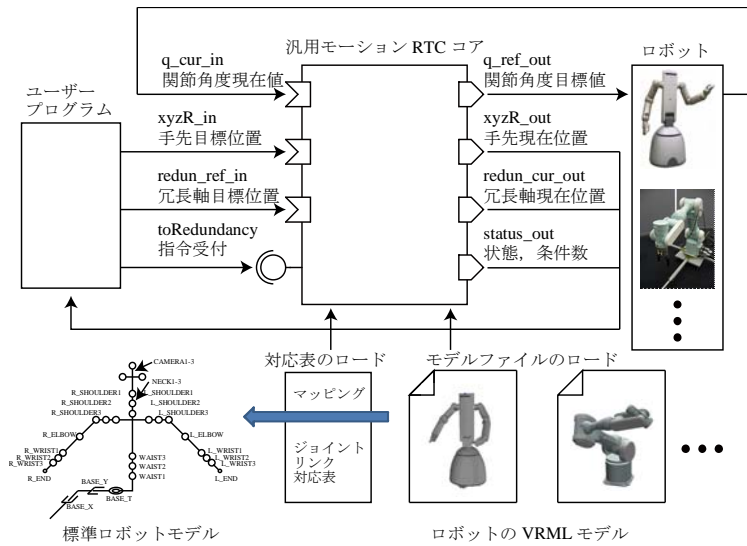 汎用モーション RTC コア
ロボット
ユーザー
プログラム
q_cur_in
関節角度現在値
xyzR_in
手先目標位置
redun_ref_in
冗長軸目標位置
toRedundancy
指令受付
q_ref_out
関節角度目標値
xyzR_out
手先現在位置
redun_cur_out
冗長軸現在位置
status_out
状態，条件数
対応表のロード
モデルファイルのロード
マッピング
ジョイント
リンク
対応表
CAMERA1-3
NECK1-3
R_SHOULDER1
L_SHOULDER1
R_SHOULDER2
L_SHOULDER2
R_SHOULDER3
L_SHOULDER3
R_ELBOW
L_ELBOW
R_WRIST1
R_WRIST2
R_WRIST3
R_END
L_WRIST1
L_WRIST2
L_WRIST3
L_END
WAIST3
WAIST2
WAIST1
BASE_Y
BASE_T
BASE_X
標準ロボットモデル
ロボットの VRML モデル